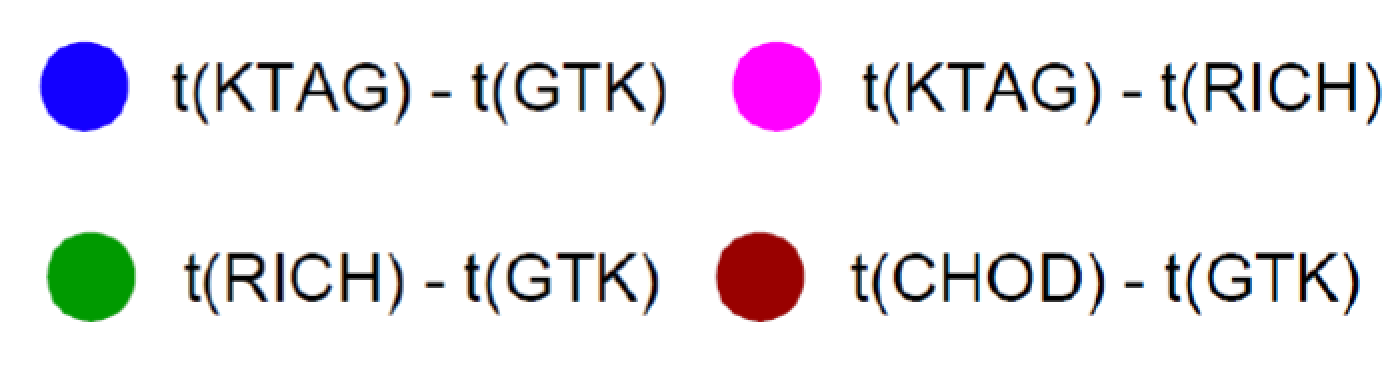 t(KTAG) - t(GTK) t(KTAG) - t(RICH)
t(RICH) - t(GTK) t(CHOD) - t(GTK)